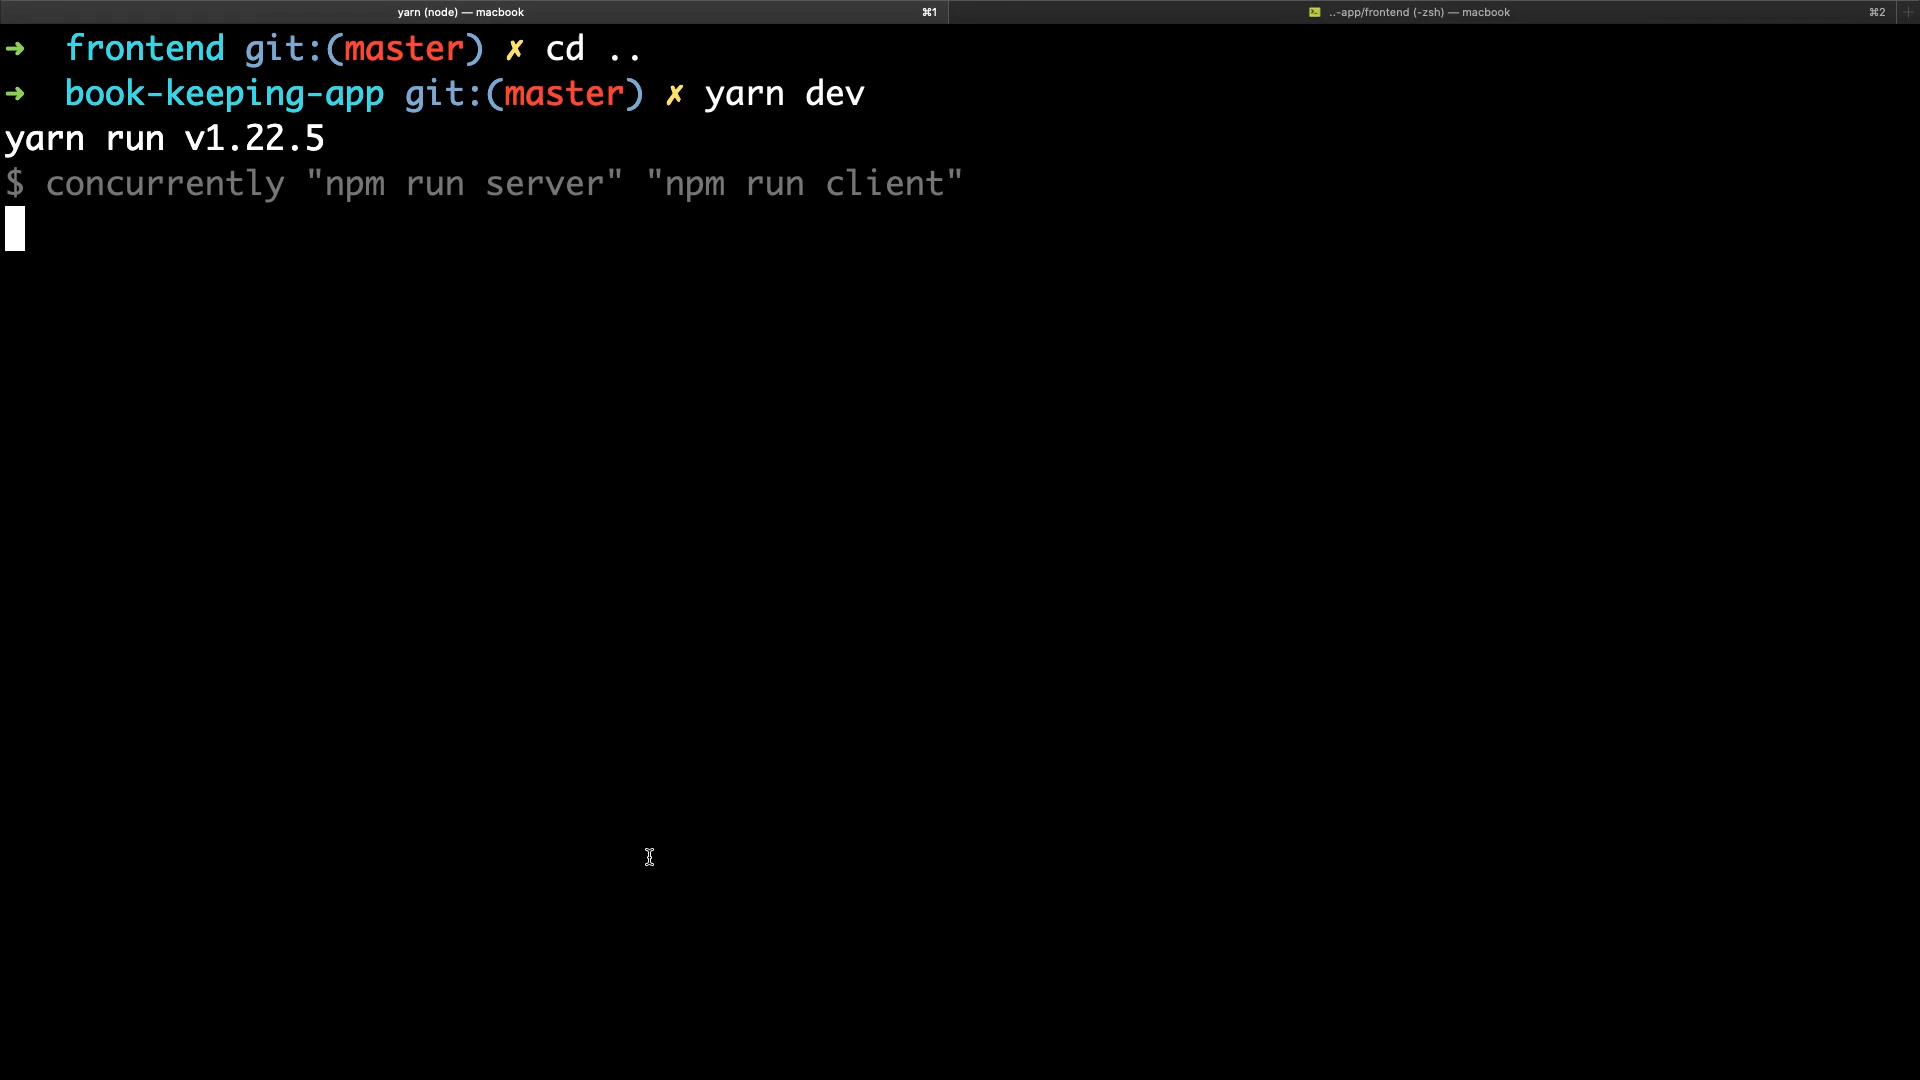 yarn (node) — macbook ⌘1 ..-app/frontend (-zsh) — macbook ⌘2
➜ frontend git:(master) ✗ cd ..
➜ book-keeping-app git:(master) ✗ yarn dev
yarn run v1.22.5
$ concurrently "npm run server" "npm run client"